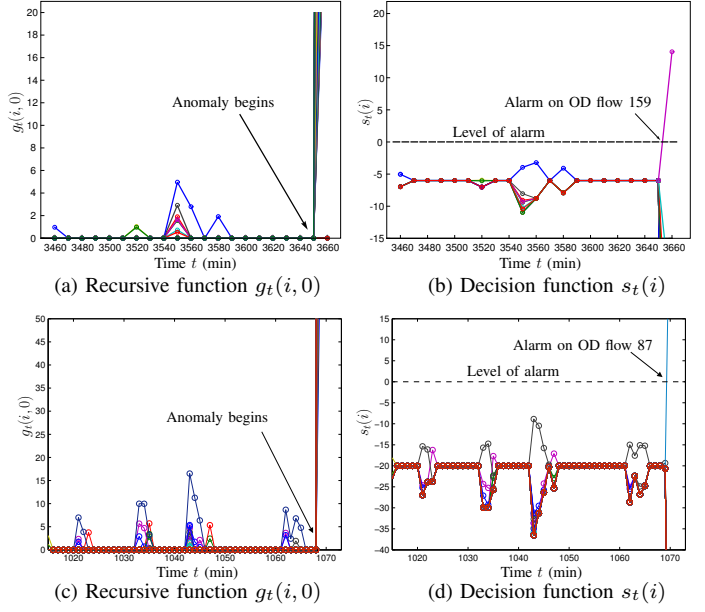 20
18
16
14
12
10
8
6
4
2
0
g_t(i, 0)
Anomaly begins
3460 3480 3500 3520 3540 3560 3580 3600 3620 3640 3660
Time t (min)
(a) Recursive function g_t(i, 0)
20
15
10
5
0
−5
−10
−15
s_t(i)
Alarm on OD flow 159
Level of alarm
3460 3480 3500 3520 3540 3560 3580 3600 3620 3640 3660
Time t (min)
(b) Decision function s_t(i)
50
45
40
35
30
25
20
15
10
5
0
g_t(i, 0)
Anomaly begins
1020 1030 1040 1050 1060 1070
Time t (min)
(c) Recursive function g_t(i, 0)
15
10
5
0
−5
−10
−15
−20
−25
−30
−35
−40
s_t(i)
Alarm on OD flow 87
Level of alarm
1020 1030 1040 1050 1060 1070
Time t (min)
(d) Decision function s_t(i)